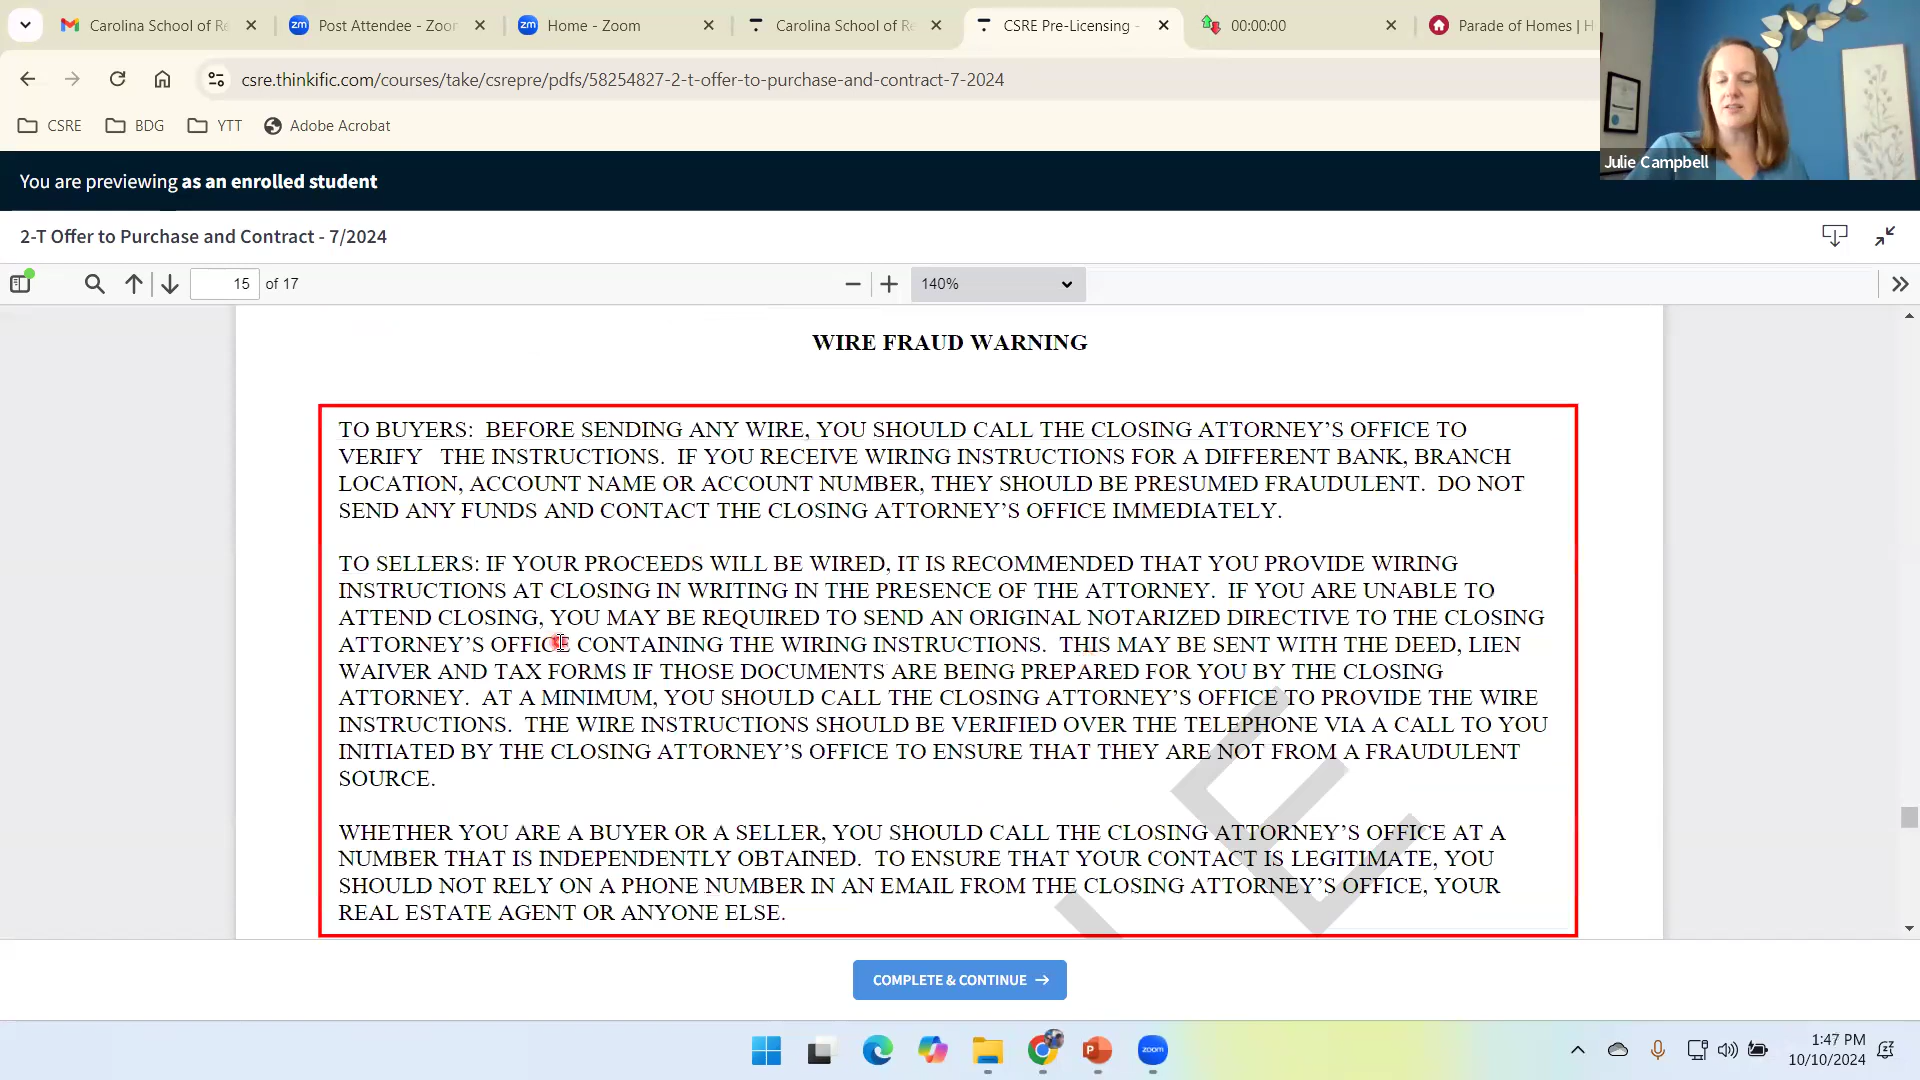 Carolina School of Re
Post Attendee - Zoom
Home - Zoom
Carolina School of Re
CSRE Pre-Licensing -
00:00:00
Parade of Homes | H
csre.thinkific.com/courses/take/csrepre/pdfs/58254827-2-t-offer-to-purchase-and-contract-7-2024
CSRE
BDG
YTT
Adobe Acrobat
Julie Campbell
You are previewing as an enrolled student
2-T Offer to Purchase and Contract - 7/2024
15 of 17
140%
WIRE FRAUD WARNING
TO BUYERS: BEFORE SENDING ANY WIRE, YOU SHOULD CALL THE CLOSING ATTORNEY'S OFFICE TO
VERIFY THE INSTRUCTIONS. IF YOU RECEIVE WIRING INSTRUCTIONS FOR A DIFFERENT BANK, BRANCH
LOCATION, ACCOUNT NAME OR ACCOUNT NUMBER, THEY SHOULD BE PRESUMED FRAUDULENT. DO NOT
SEND ANY FUNDS AND CONTACT THE CLOSING ATTORNEY'S OFFICE IMMEDIATELY.
TO SELLERS: IF YOUR PROCEEDS WILL BE WIRED, IT IS RECOMMENDED THAT YOU PROVIDE WIRING
INSTRUCTIONS AT CLOSING IN WRITING IN THE PRESENCE OF THE ATTORNEY. IF YOU ARE UNABLE TO
ATTEND CLOSING, YOU MAY BE REQUIRED TO SEND AN ORIGINAL NOTARIZED DIRECTIVE TO THE CLOSING
ATTORNEY'S OFFICE CONTAINING THE WIRING INSTRUCTIONS. THIS MAY BE SENT WITH THE DEED, LIEN
WAIVER AND TAX FORMS IF THOSE DOCUMENTS ARE BEING PREPARED FOR YOU BY THE CLOSING
ATTORNEY. AT A MINIMUM, YOU SHOULD CALL THE CLOSING ATTORNEY'S OFFICE TO PROVIDE THE WIRE
INSTRUCTIONS. THE WIRE INSTRUCTIONS SHOULD BE VERIFIED OVER THE TELEPHONE VIA A CALL TO YOU
INITIATED BY THE CLOSING ATTORNEY'S OFFICE TO ENSURE THAT THEY ARE NOT FROM A FRAUDULENT
SOURCE.
WHETHER YOU ARE A BUYER OR A SELLER, YOU SHOULD CALL THE CLOSING ATTORNEY'S OFFICE AT A
NUMBER THAT IS INDEPENDENTLY OBTAINED. TO ENSURE THAT YOUR CONTACT IS LEGITIMATE, YOU
SHOULD NOT RELY ON A PHONE NUMBER IN AN EMAIL FROM THE CLOSING ATTORNEY'S OFFICE, YOUR
REAL ESTATE AGENT OR ANYONE ELSE.
COMPLETE & CONTINUE →
zoom
1:47 PM
10/10/2024